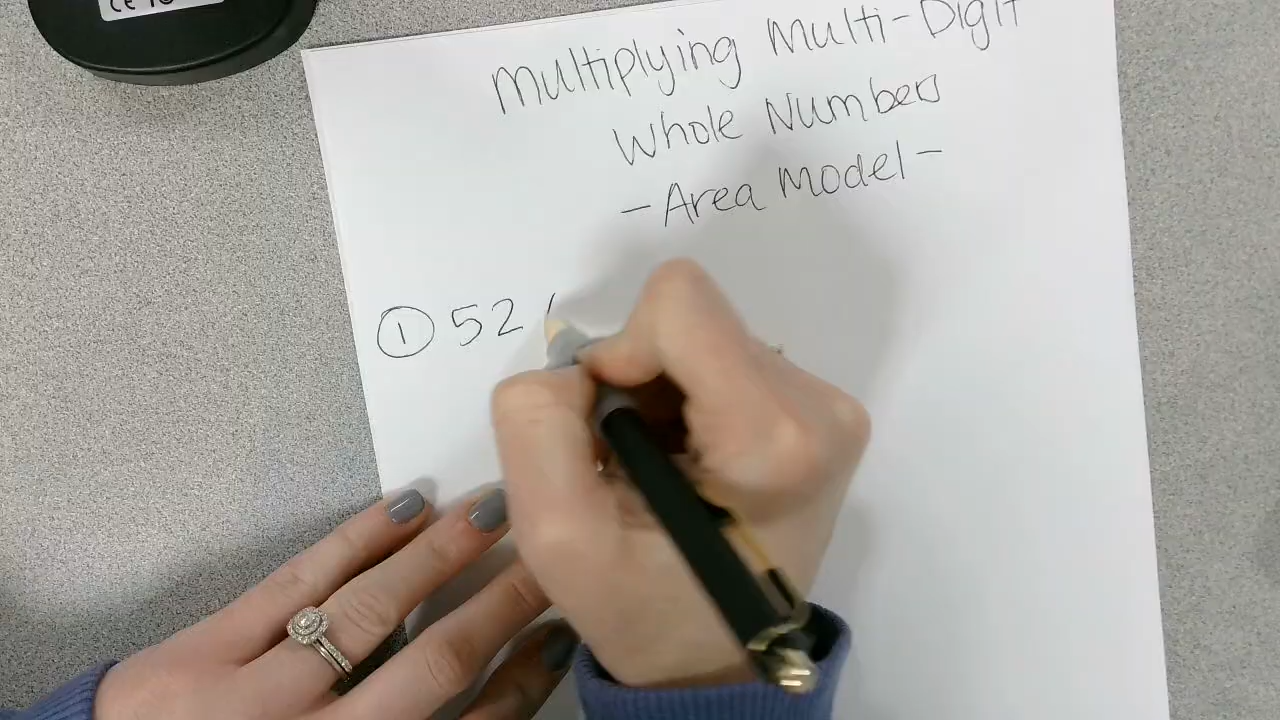 Multiplying Multi-Digit
Whole Numbers
- Area Model -
① 52